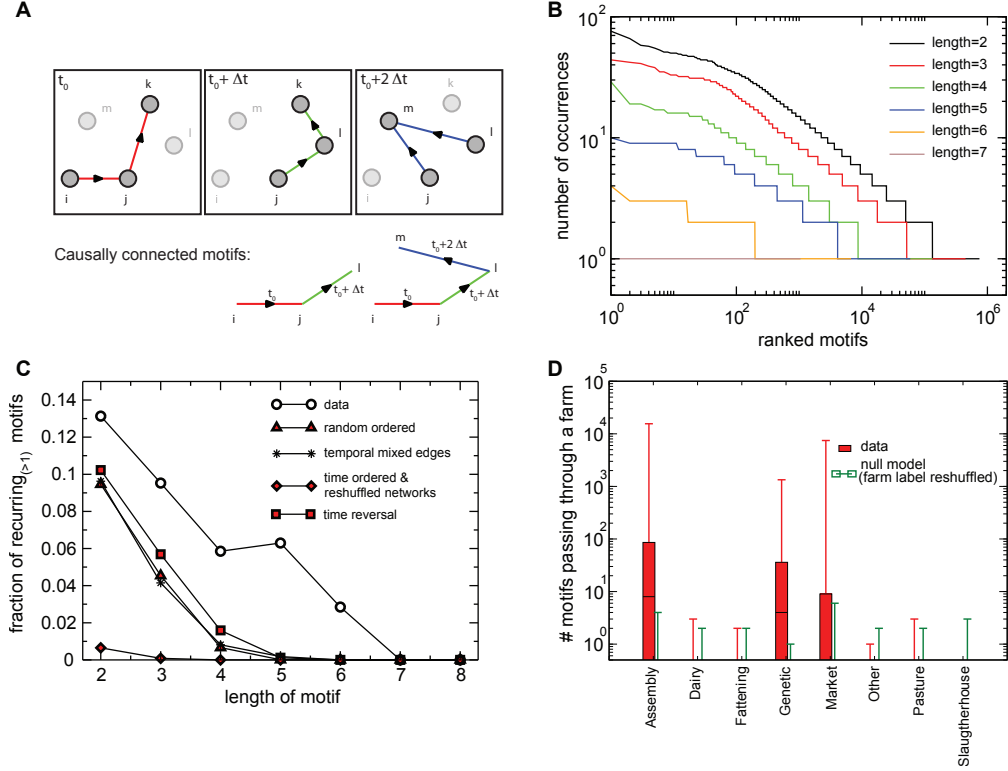 A
t0
k
m
l
i
j
t0+ Δt
k
m
l
i
j
t0+2 Δt
k
m
l
i
j
Causally connected motifs:
t0
t0+ Δt
i
j
l
m
t0+2 Δt
l
t0
t0+ Δt
i
j
B
number of occurrences
10^2
10^1
10^0
10^0
10^2
10^4
10^6
ranked motifs
length=2
length=3
length=4
length=5
length=6
length=7
C
fraction of recurring(>1) motifs
0.14
0.12
0.1
0.08
0.06
0.04
0.02
0
2
3
4
5
6
7
8
length of motif
data
random ordered
temporal mixed edges
time ordered &
reshuffled networks
time reversal
D
# motifs passing through a farm
10^5
10^4
10^3
10^2
10^1
10^0
data
null model
(farm label reshuffled)
Assembly
Dairy
Fattening
Genetic
Market
Other
Pasture
Slaugtherhouse